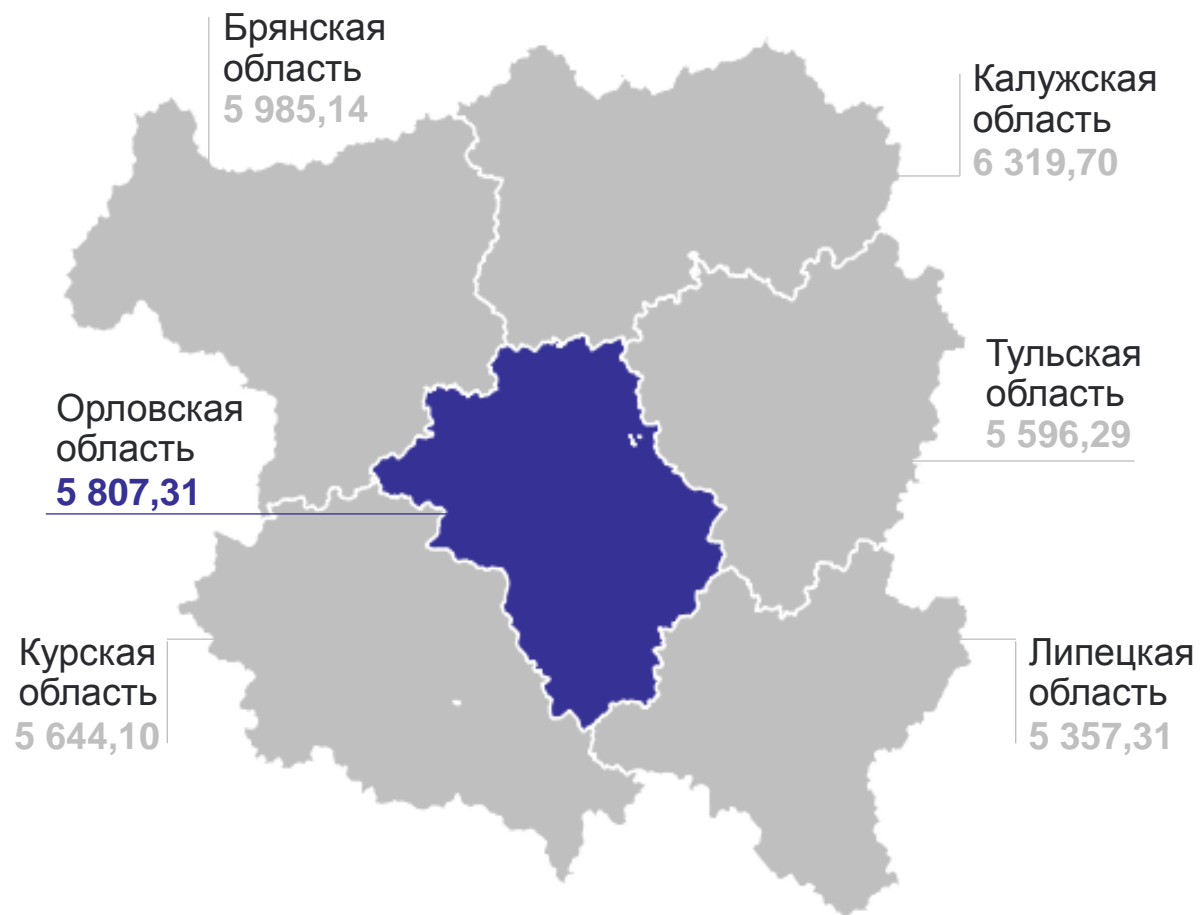 Брянская
область
5 985,14
Калужская
область
6 319,70
Тульская
область
5 596,29
Орловская
область
5 807,31
Курская
область
5 644,10
Липецкая
область
5 357,31